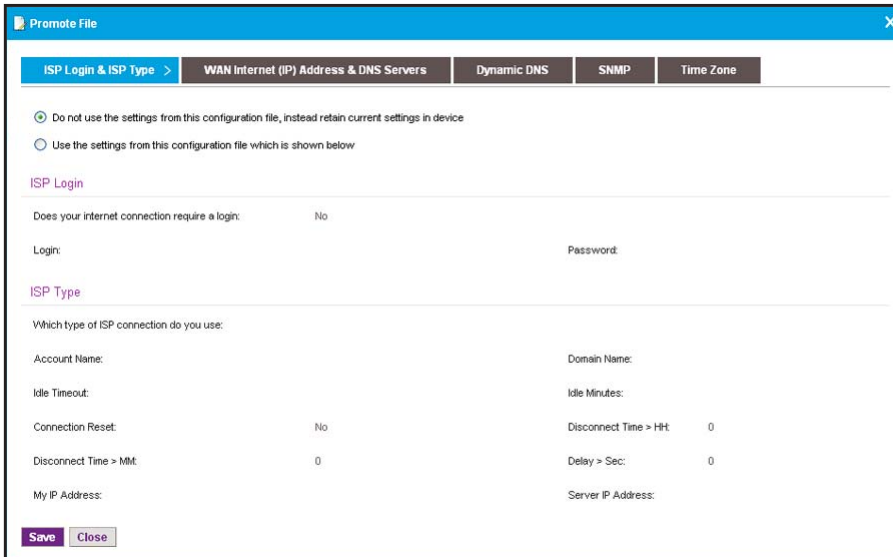 Promote File
X
ISP Login & ISP Type >
WAN Internet (IP) Address & DNS Servers
Dynamic DNS
SNMP
Time Zone
Do not use the settings from this configuration file, instead retain current settings in device
Use the settings from this configuration file which is shown below
ISP Login
Does your internet connection require a login: No
Login: Password:
ISP Type
Which type of ISP connection do you use:
Account Name: Domain Name:
Idle Timeout: Idle Minutes:
Connection Reset: No Disconnect Time > HH: 0
Disconnect Time > MM: 0 Delay > Sec: 0
My IP Address: Server IP Address:
Save Close